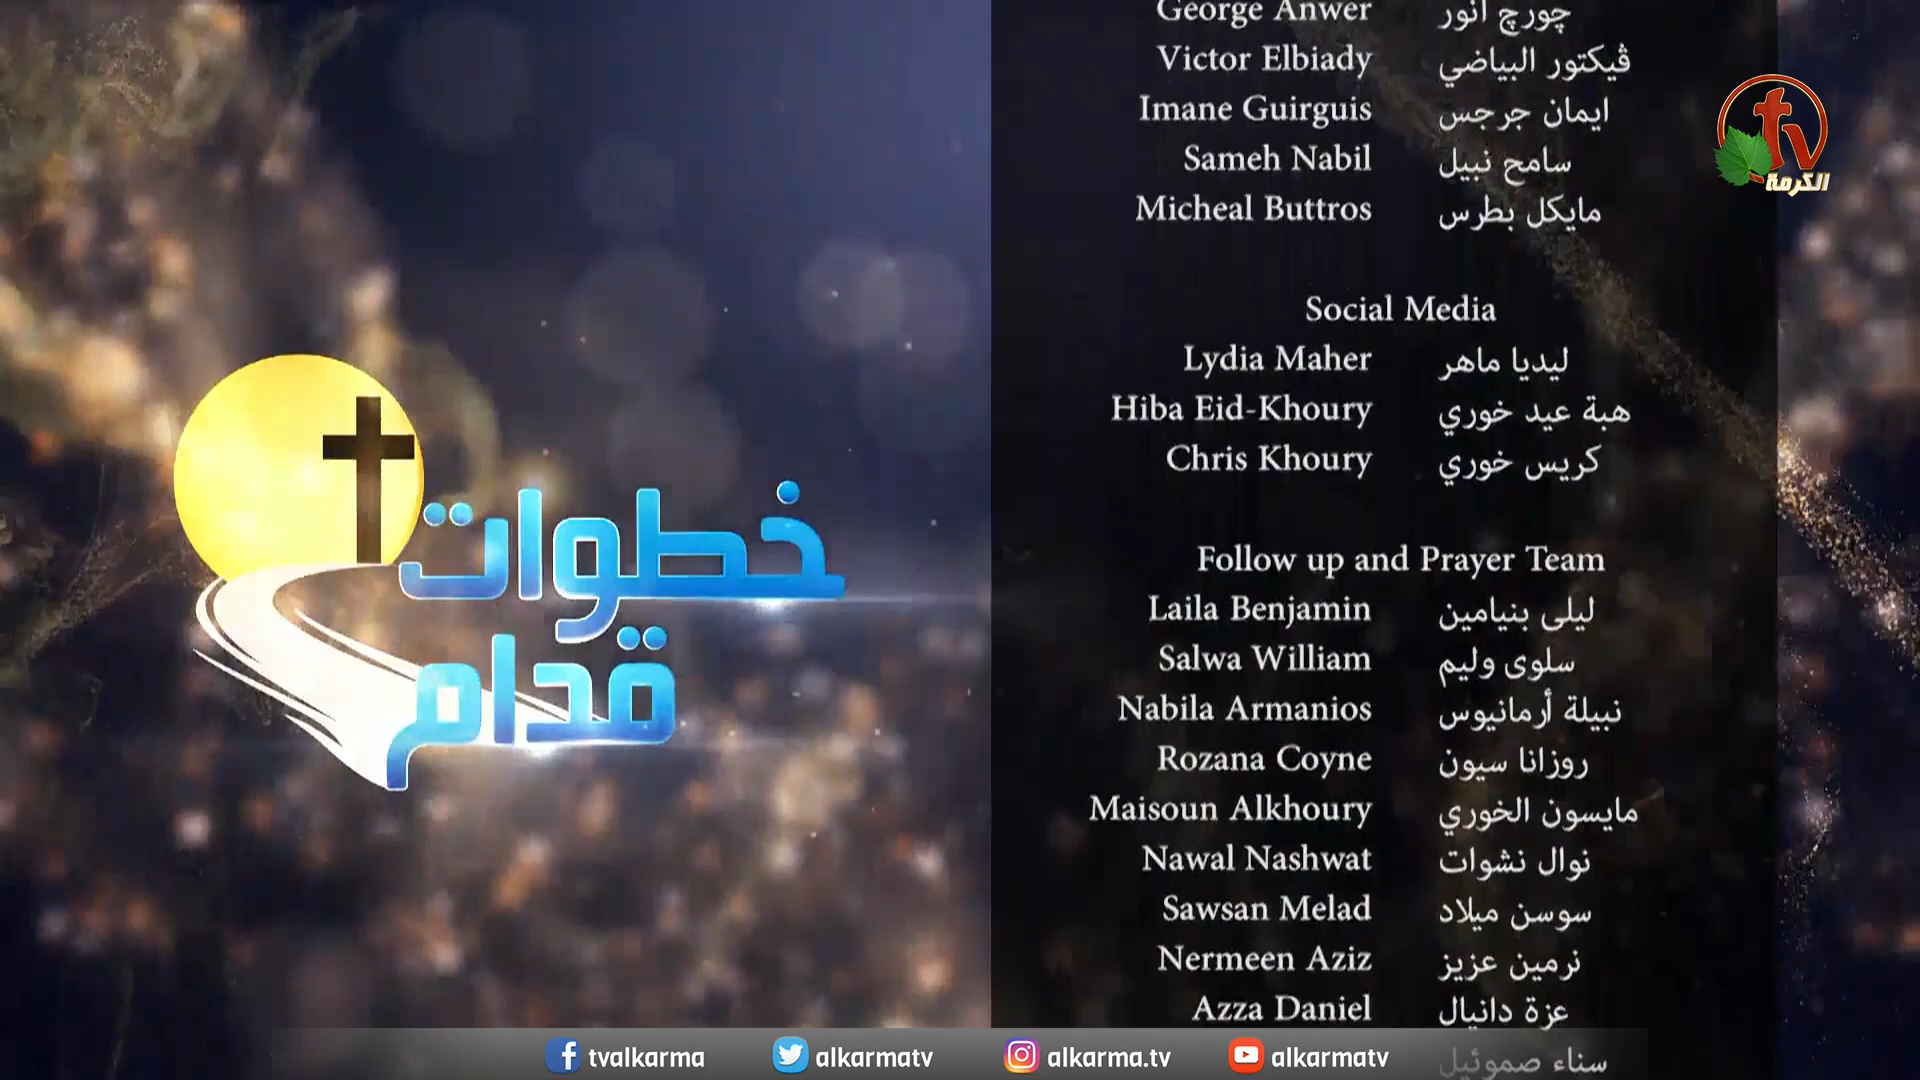 George Anwer چورچ أنور
Victor Elbiady ڤيكتور البياضي
Imane Guirguis ايمان جرجس
Sameh Nabil سامح نبيل
Micheal Buttros مايكل بطرس
Social Media
Lydia Maher ليديا ماهر
Hiba Eid-Khoury هبة عيد خوري
Chris Khoury كريس خوري
Follow up and Prayer Team
Laila Benjamin ليلى بنيامين
Salwa William سلوى وليم
Nabila Armanios نبيلة أرمانيوس
Rozana Coyne روزانا سيون
Maisoun Alkhoury مايسون الخوري
Nawal Nashwat نوال نشوات
Sawsan Melad سوسن ميلاد
Nermeen Aziz نرمين عزيز
Azza Daniel عزة دانيال
سناء صموئيل
خطوات
قدام
tv
الكرمة
tvalkarma alkarmatv alkarma.tv alkarmatv